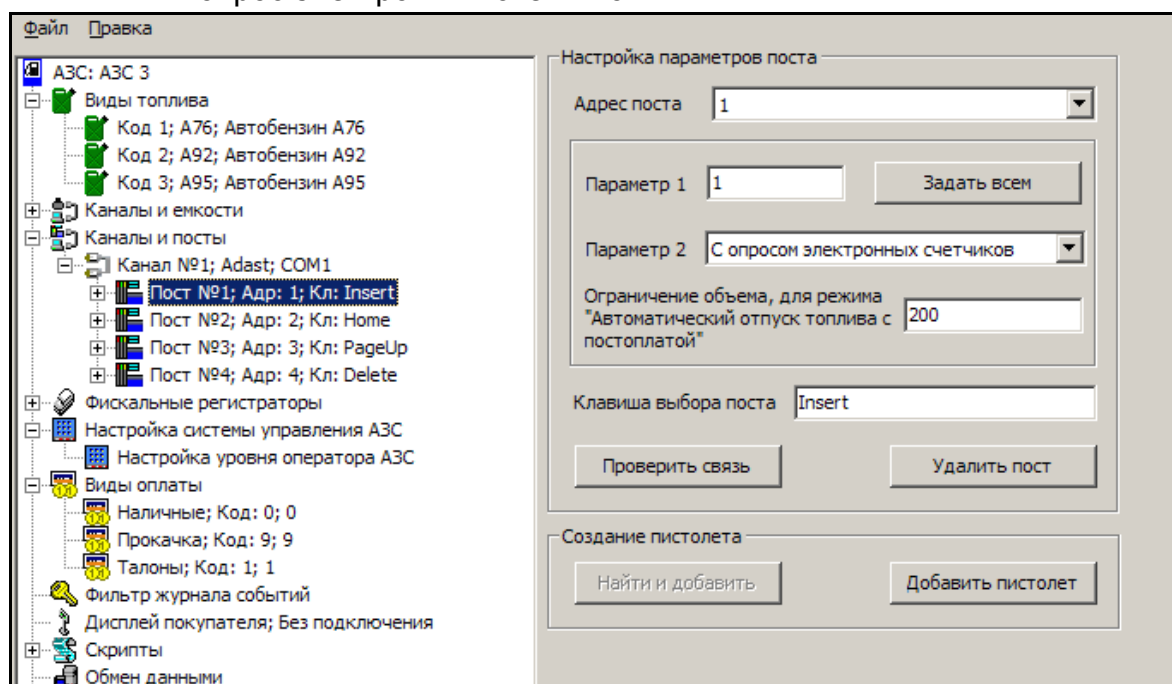 Файл Правка
АЗС: АЗС 3
Виды топлива
Код 1; А76; Автобензин А76
Код 2; А92; Автобензин А92
Код 3; А95; Автобензин А95
Каналы и емкости
Каналы и посты
Канал №1; Adast; COM1
Пост №1; Адр: 1; Кл: Insert
Пост №2; Адр: 2; Кл: Home
Пост №3; Адр: 3; Кл: PageUp
Пост №4; Адр: 4; Кл: Delete
Фискальные регистраторы
Настройка системы управления АЗС
Настройка уровня оператора АЗС
Виды оплаты
Наличные; Код: 0; 0
Прокачка; Код: 9; 9
Талоны; Код: 1; 1
Фильтр журнала событий
Дисплей покупателя; Без подключения
Скрипты
Обмен данными
Настройка параметров поста
Адрес поста 1
Параметр 1 1 Задать всем
Параметр 2 С опросом электронных счетчиков
Ограничение объема, для режима
"Автоматический отпуск топлива с 200
постоплатой"
Клавиша выбора поста Insert
Проверить связь Удалить пост
Создание пистолета
Найти и добавить Добавить пистолет